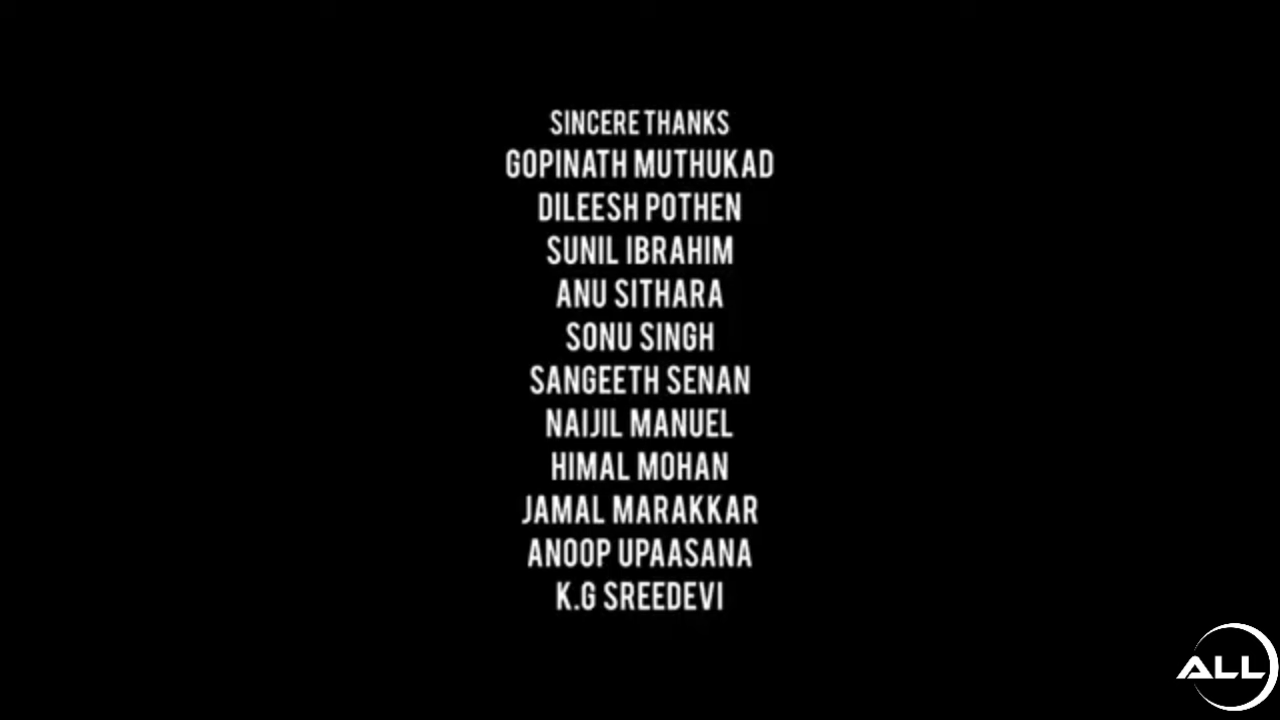 SINCERE THANKS
GOPINATH MUTHUKAD
DILEESH POTHEN
SUNIL IBRAHIM
ANU SITHARA
SONU SINGH
SANGEETH SENAN
NAIJIL MANUEL
HIMAL MOHAN
JAMAL MARAKKAR
ANOOP UPAASANA
K.G SREEDEVI
ALL